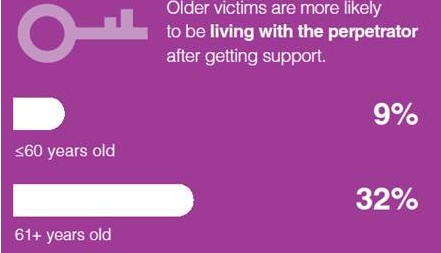 Older victims are more likely
to be living with the perpetrator
after getting support.
9%
≤60 years old
32%
61+ years old